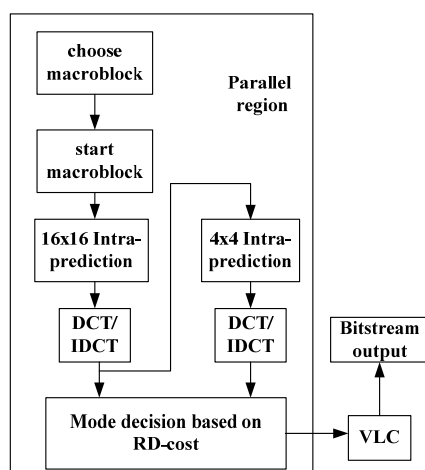 choose
macroblock
Parallel
region
start
macroblock
16x16 Intra-
prediction
4x4 Intra-
prediction
DCT/
IDCT
DCT/
IDCT
Bitstream
output
Mode decision based on
RD-cost
VLC